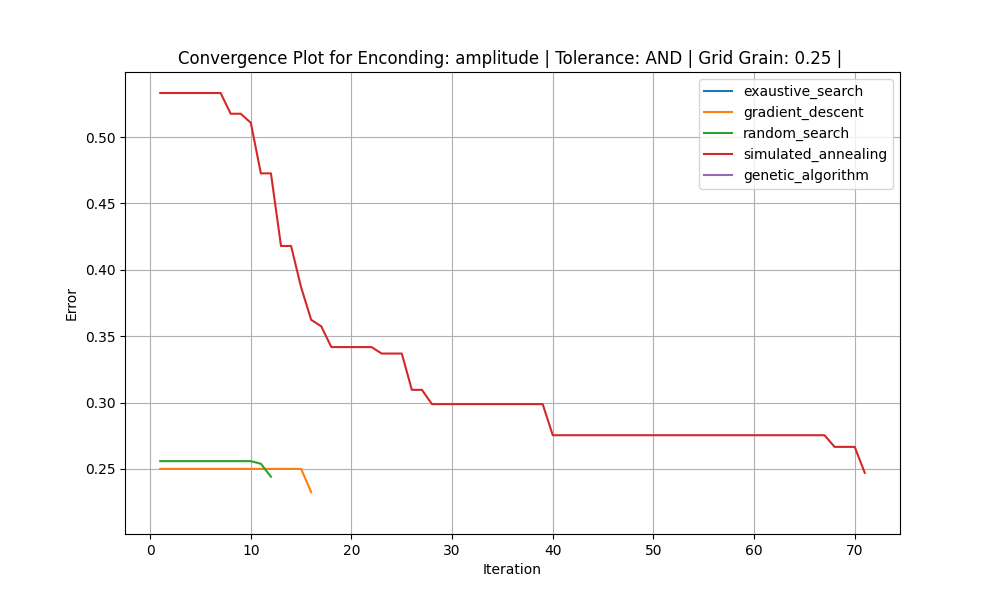 Convergence Plot for Enconding: amplitude | Tolerance: AND | Grid Grain: 0.25 |
exaustive_search
gradient_descent
random_search
simulated_annealing
genetic_algorithm
0.50
0.45
0.40
0.35
0.30
0.25
Error
0 10 20 30 40 50 60 70
Iteration